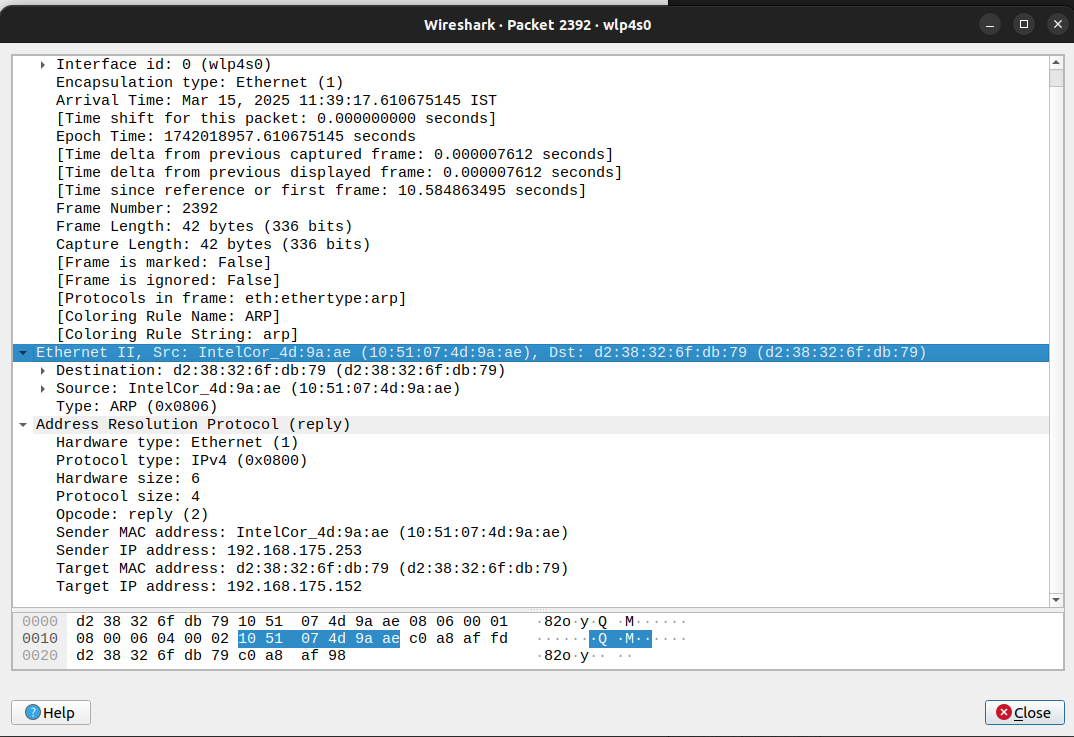 Wireshark · Packet 2392 · wlp4s0
Interface id: 0 (wlp4s0)
Encapsulation type: Ethernet (1)
Arrival Time: Mar 15, 2025 11:39:17.610675145 IST
[Time shift for this packet: 0.000000000 seconds]
Epoch Time: 1742018957.610675145 seconds
[Time delta from previous captured frame: 0.000007612 seconds]
[Time delta from previous displayed frame: 0.000007612 seconds]
[Time since reference or first frame: 10.584863495 seconds]
Frame Number: 2392
Frame Length: 42 bytes (336 bits)
Capture Length: 42 bytes (336 bits)
[Frame is marked: False]
[Frame is ignored: False]
[Protocols in frame: eth:ethertype:arp]
[Coloring Rule Name: ARP]
[Coloring Rule String: arp]
Ethernet II, Src: IntelCor_4d:9a:ae (10:51:07:4d:9a:ae), Dst: d2:38:32:6f:db:79 (d2:38:32:6f:db:79)
Destination: d2:38:32:6f:db:79 (d2:38:32:6f:db:79)
Source: IntelCor_4d:9a:ae (10:51:07:4d:9a:ae)
Type: ARP (0x0806)
Address Resolution Protocol (reply)
Hardware type: Ethernet (1)
Protocol type: IPv4 (0x0800)
Hardware size: 6
Protocol size: 4
Opcode: reply (2)
Sender MAC address: IntelCor_4d:9a:ae (10:51:07:4d:9a:ae)
Sender IP address: 192.168.175.253
Target MAC address: d2:38:32:6f:db:79 (d2:38:32:6f:db:79)
Target IP address: 192.168.175.152
0000 d2 38 32 6f db 79 10 51 07 4d 9a ae 08 06 00 01 ·82o·y·Q ·M······
0010 08 00 06 04 00 02 10 51 07 4d 9a ae c0 a8 af fd ·······Q ·M······
0020 d2 38 32 6f db 79 c0 a8 af 98 ·82o·y·· ··
Help
Close